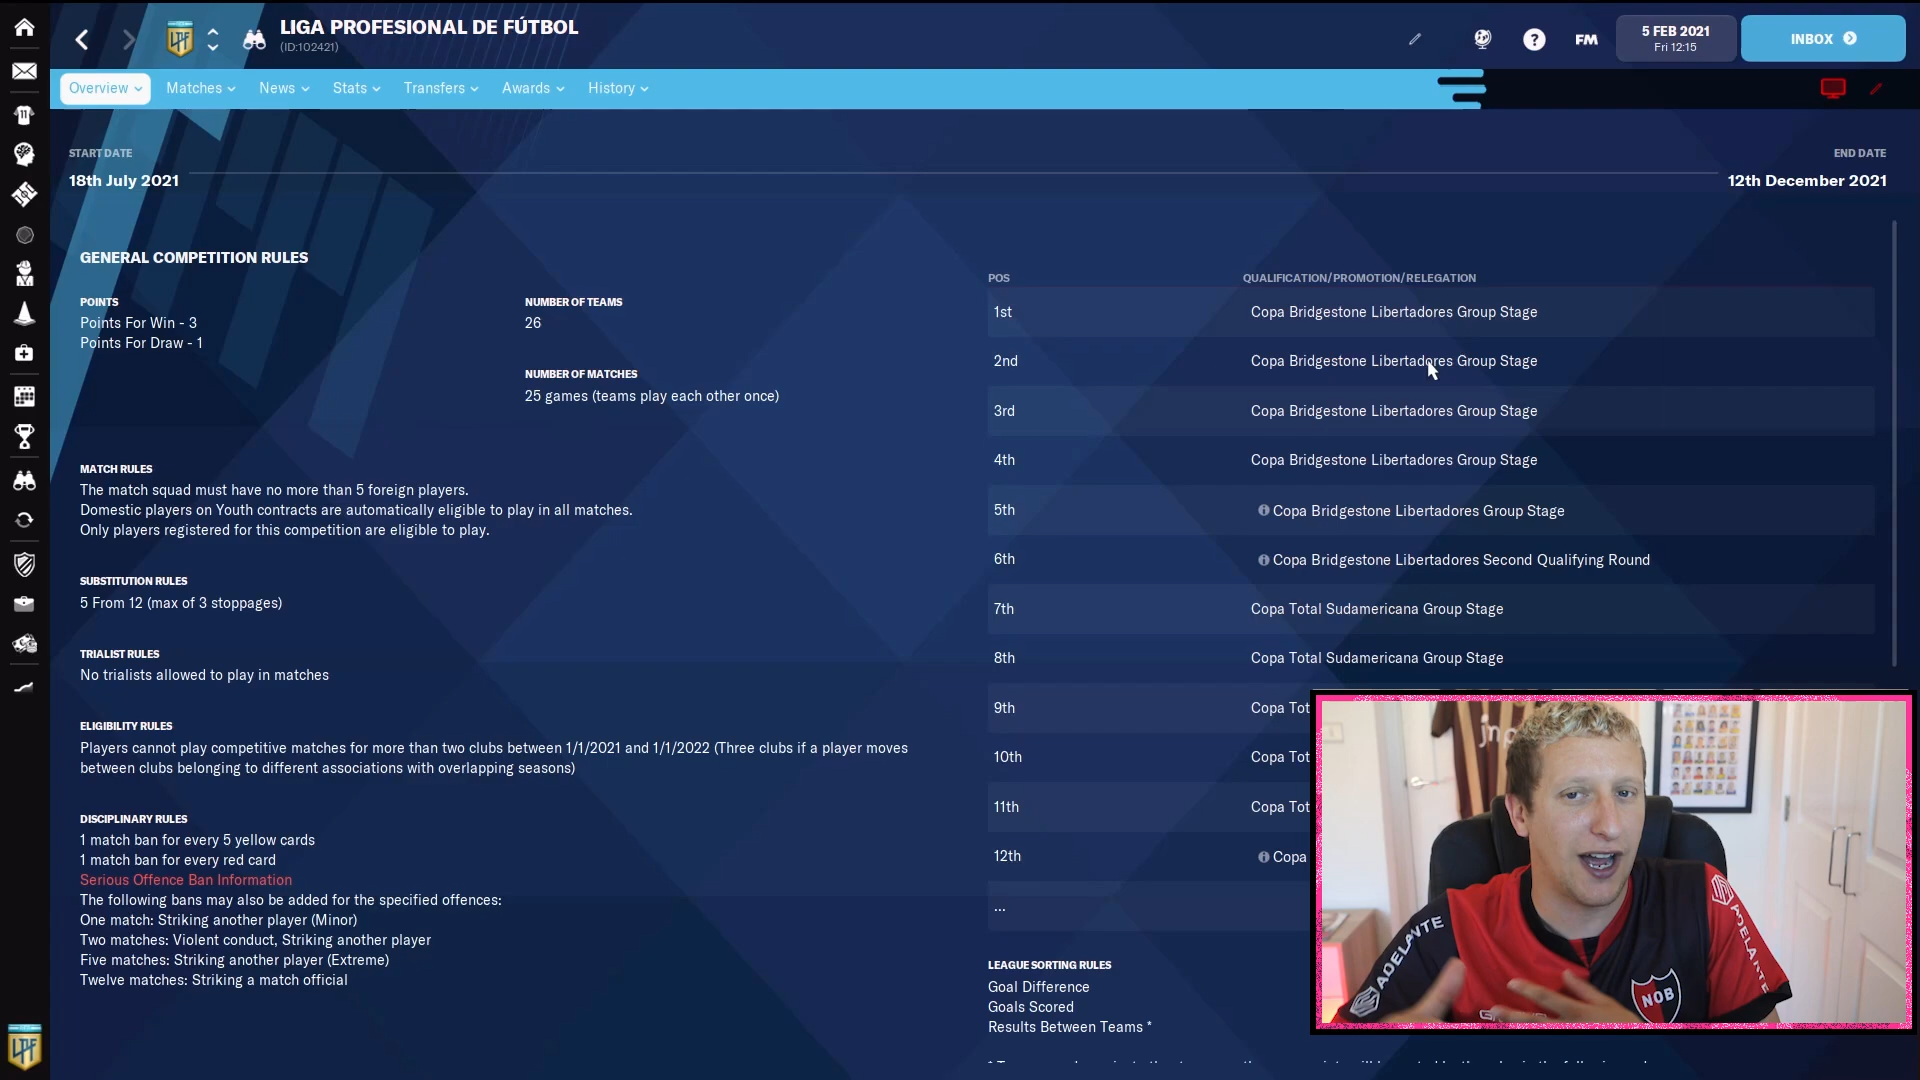 LIGA PROFESIONAL DE FÚTBOL
(ID:102421)
FM
5 FEB 2021
Fri 12:15
INBOX
Overview
Matches
News
Stats
Transfers
Awards
History
START DATE
18th July 2021
END DATE
12th December 2021
GENERAL COMPETITION RULES
POINTS
Points For Win - 3
Points For Draw - 1
NUMBER OF TEAMS
26
NUMBER OF MATCHES
25 games (teams play each other once)
MATCH RULES
The match squad must have no more than 5 foreign players.
Domestic players on Youth contracts are automatically eligible to play in all matches.
Only players registered for this competition are eligible to play.
SUBSTITUTION RULES
5 From 12 (max of 3 stoppages)
TRIALIST RULES
No trialists allowed to play in matches
ELIGIBILITY RULES
Players cannot play competitive matches for more than two clubs between 1/1/2021 and 1/1/2022 (Three clubs if a player moves
between clubs belonging to different associations with overlapping seasons)
DISCIPLINARY RULES
1 match ban for every 5 yellow cards
1 match ban for every red card
Serious Offence Ban Information
The following bans may also be added for the specified offences:
One match: Striking another player (Minor)
Two matches: Violent conduct, Striking another player
Five matches: Striking another player (Extreme)
Twelve matches: Striking a match official
POS QUALIFICATION/PROMOTION/RELEGATION
1st Copa Bridgestone Libertadores Group Stage
2nd Copa Bridgestone Libertadores Group Stage
3rd Copa Bridgestone Libertadores Group Stage
4th Copa Bridgestone Libertadores Group Stage
5th Copa Bridgestone Libertadores Group Stage
6th Copa Bridgestone Libertadores Second Qualifying Round
7th Copa Total Sudamericana Group Stage
8th Copa Total Sudamericana Group Stage
9th Copa Tot
10th Copa Tot
11th Copa Tot
12th Copa
...
LEAGUE SORTING RULES
Goal Difference
Goals Scored
Results Between Teams *
LPF
LPF
11
jnp
ADELANTE
ADELANTE
NOB